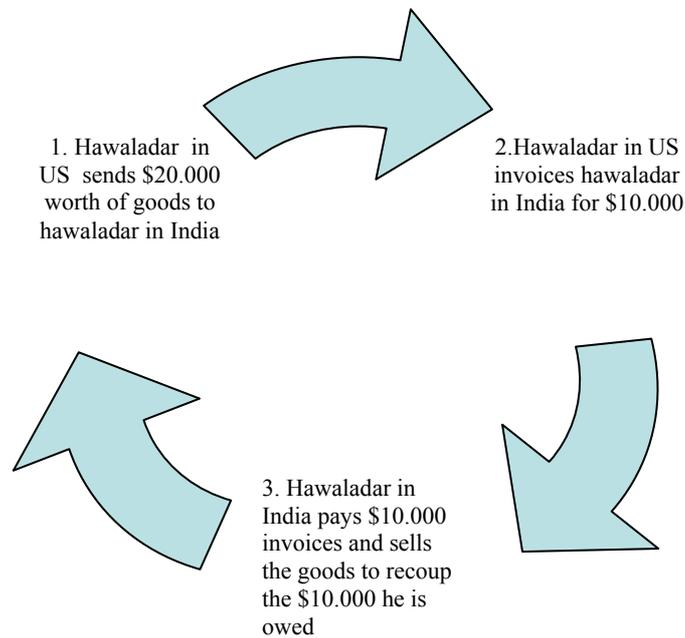 1. Hawaladar in
US sends $20.000
worth of goods to
hawaladar in India
2.Hawaladar in US
invoices hawaladar
in India for $10.000
3. Hawaladar in
India pays $10.000
invoices and sells
the goods to recoup
the $10.000 he is
owed